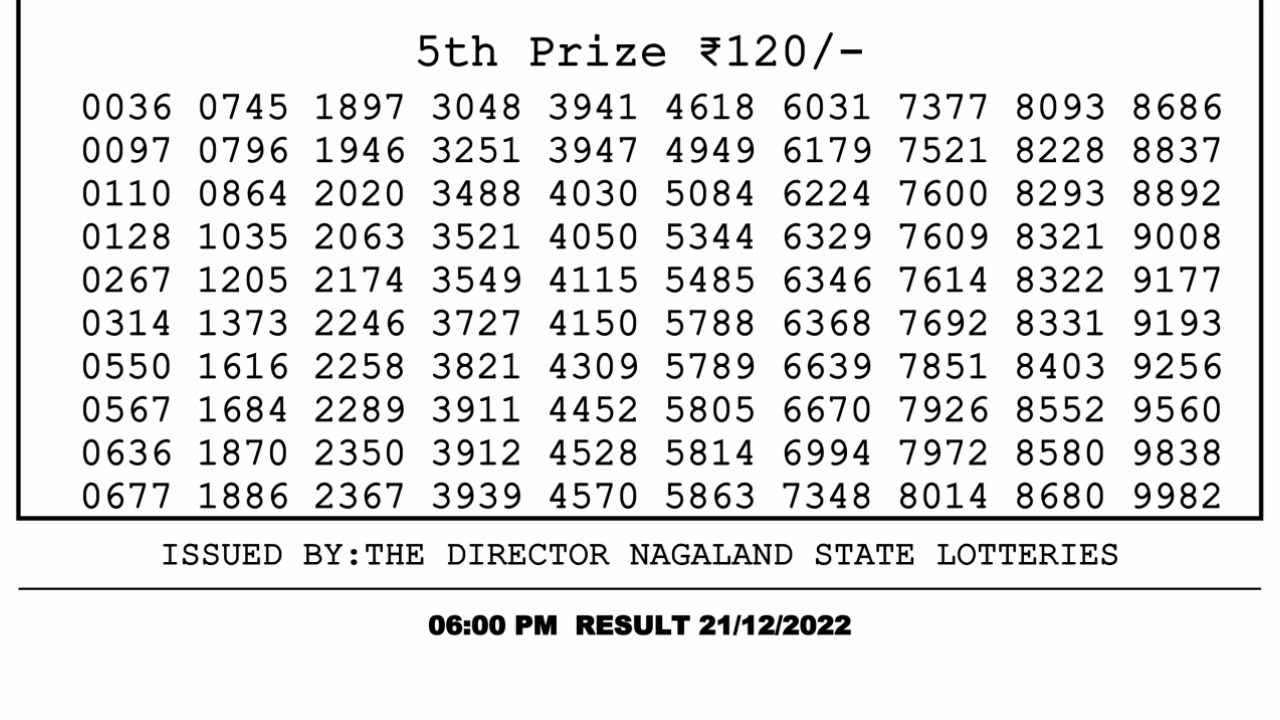 5th Prize ₹120/-
0036 0745 1897 3048 3941 4618 6031 7377 8093 8686
0097 0796 1946 3251 3947 4949 6179 7521 8228 8837
0110 0864 2020 3488 4030 5084 6224 7600 8293 8892
0128 1035 2063 3521 4050 5344 6329 7609 8321 9008
0267 1205 2174 3549 4115 5485 6346 7614 8322 9177
0314 1373 2246 3727 4150 5788 6368 7692 8331 9193
0550 1616 2258 3821 4309 5789 6639 7851 8403 9256
0567 1684 2289 3911 4452 5805 6670 7926 8552 9560
0636 1870 2350 3912 4528 5814 6994 7972 8580 9838
0677 1886 2367 3939 4570 5863 7348 8014 8680 9982
ISSUED BY:THE DIRECTOR NAGALAND STATE LOTTERIES
06:00 PM RESULT 21/12/2022